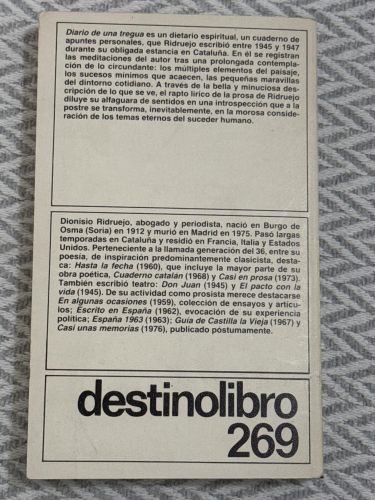 Diario de una tregua es un dietario espiritual, un cuaderno de
apuntes personales, que Ridruejo escribió entre 1945 y 1947
durante su obligada estancia en Cataluña. En él se registran
las meditaciones del autor tras una prolongada contempla-
ción de lo circundante: los múltiples elementos del paisaje,
los sucesos mínimos que acaecen, las pequeñas maravillas
del dintorno cotidiano. A través de la bella y minuciosa des-
cripción de lo que se ve, el rapto lírico de la prosa de Ridruejo
diluye su alfaguara de sentidos en una introspección que a la
postre se transforma, inevitablemente, en la morosa conside-
ración de los temas eternos del suceder humano.
Dionisio Ridruejo, abogado y periodista, nació en Burgo de
Osma (Soria) en 1912 y murió en Madrid en 1975. Pasó largas
temporadas en Cataluña y residió en Francia, Italia y Estados
Unidos. Perteneciente a la llamada generación del 36, entre su
poesía, de inspiración predominantemente clasicista, desta-
ca: Hasta la fecha (1960), que incluye la mayor parte de su
obra poética, Cuaderno catalán (1968) y Casi en prosa (1973).
También escribió teatro: Don Juan (1945) y El pacto con la
vida (1945). De su actividad como prosista merece destacarse
En algunas ocasiones (1959), colección de ensayos y artícu-
los; Escrito en España (1962), evocación de su experiencia
política; España 1963 (1963); Guía de Castilla la Vieja (1967) y
Casi unas memorias (1976), publicado póstumamente.
destinolibro
269